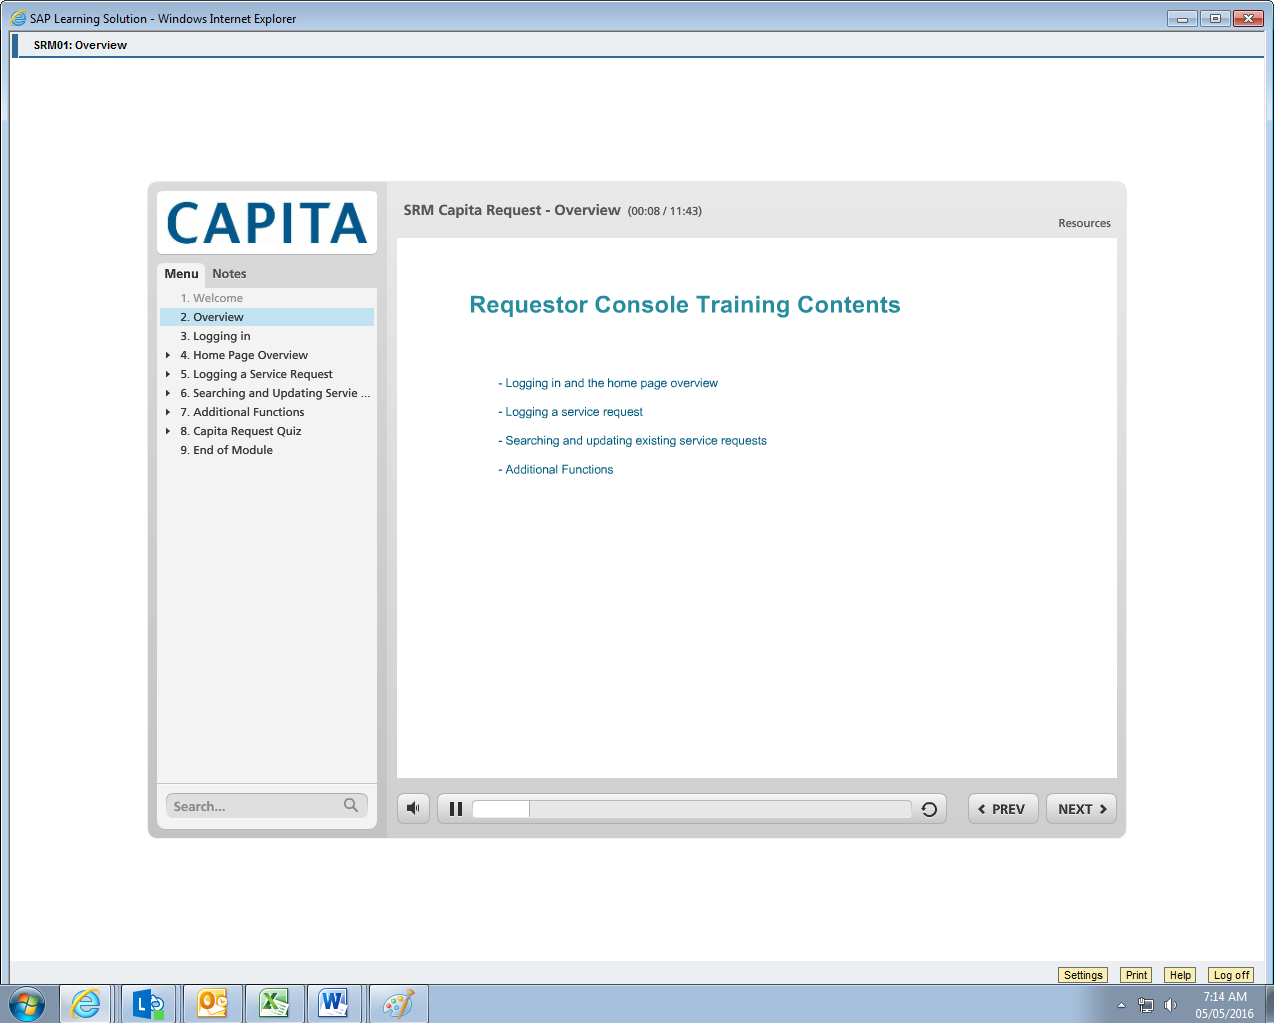 SAP Learning Solution - Windows Internet Explorer
SRM01: Overview
CAPITA
SRM Capita Request - Overview (00:08 / 11:43)
Resources
Menu
Notes
1. Welcome
2. Overview
3. Logging in
4. Home Page Overview
5. Logging a Service Request
6. Searching and Updating Servie ...
7. Additional Functions
8. Capita Request Quiz
9. End of Module
Requestor Console Training Contents
- Logging in and the home page overview
- Logging a service request
- Searching and updating existing service requests
- Additional Functions
Search...
PREV
NEXT
Settings
Print
Help
Log off
7:14 AM
05/05/2016